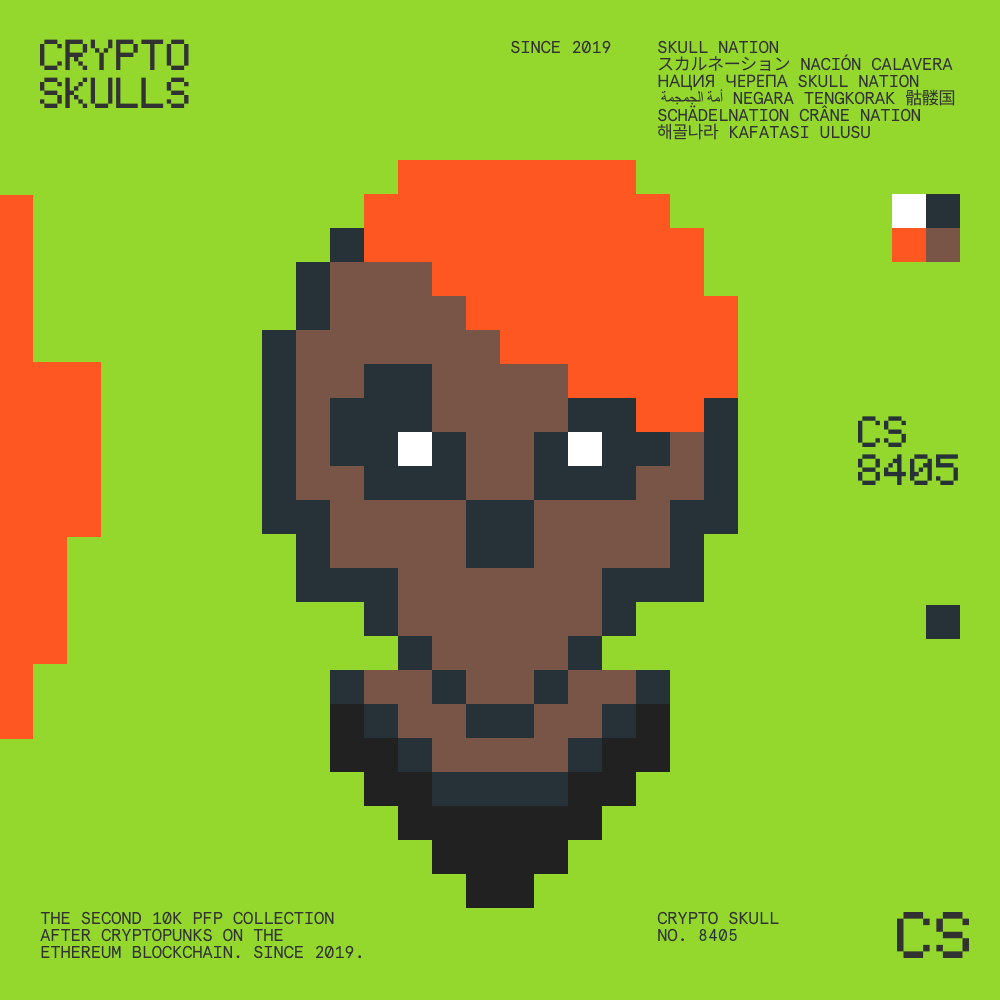 CRYPTO
SKULLS
SINCE 2019
SKULL NATION
スカルネーション NACIÓN CALAVERA
НАЦИЯ ЧЕРЕПА SKULL NATION
أمة الجمجمة NEGARA TENGKORAK 骷髅国
SCHÄDELNATION CRÂNE NATION
해골나라 KAFATASI ULUSU
CS
8405
THE SECOND 10K PFP COLLECTION
AFTER CRYPTOPUNKS ON THE
ETHEREUM BLOCKCHAIN. SINCE 2019.
CRYPTO SKULL
NO. 8405
CS